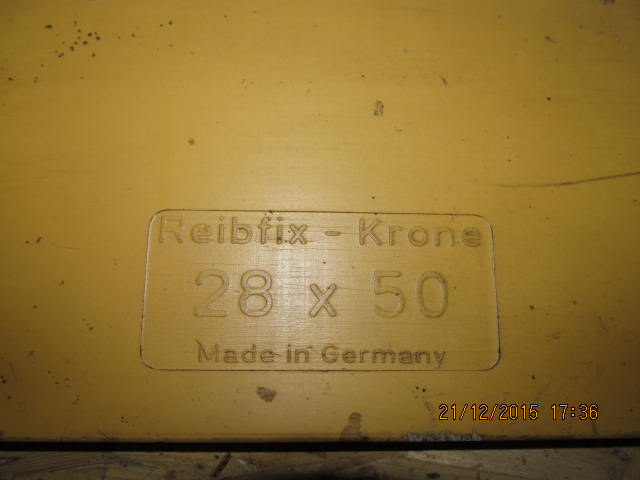 Reibfix - Krone
28 x 50
Made in Germany
21/12/2015 17:36